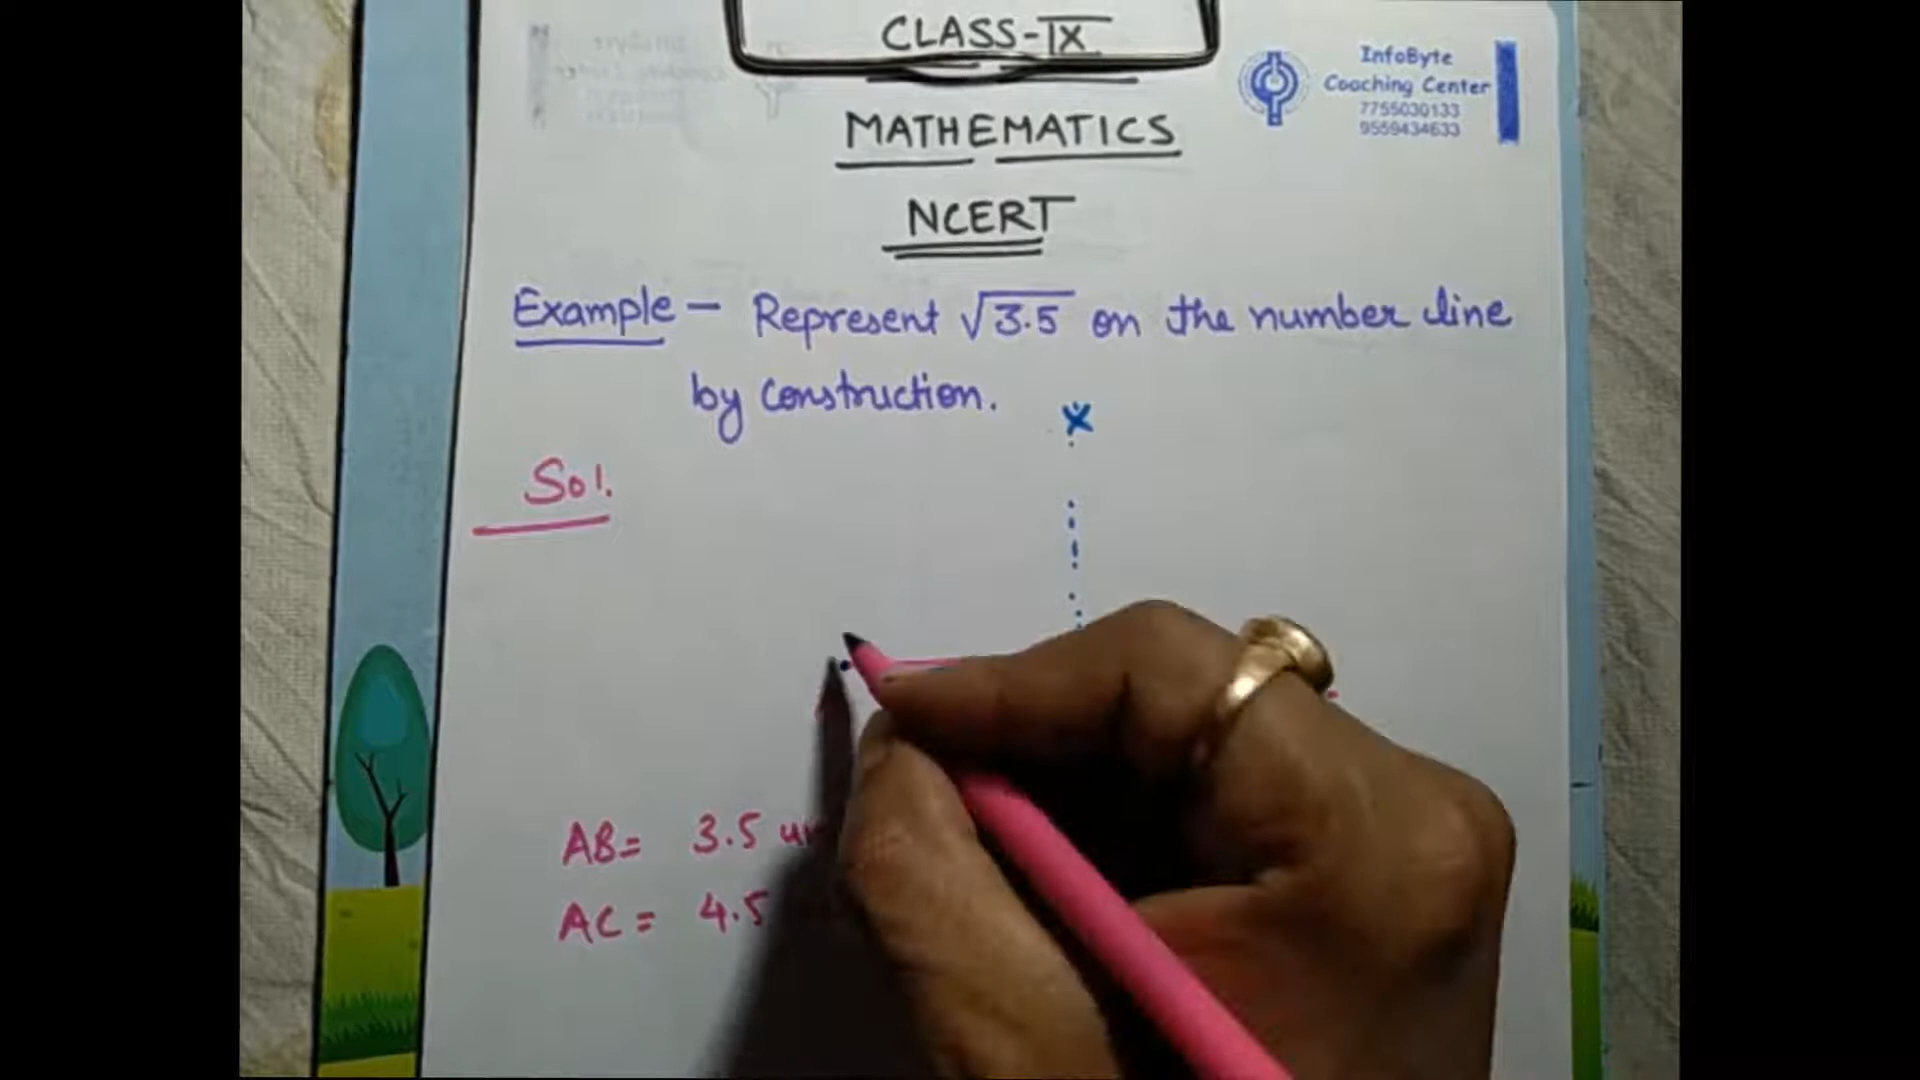 CLASS-IX
InfoByte
Coaching Center
7755030133
9559434633
MATHEMATICS
NCERT
Example - Represent √3.5 on the number line
by construction.
Sol.
AB = 3.5
AC = 4.5